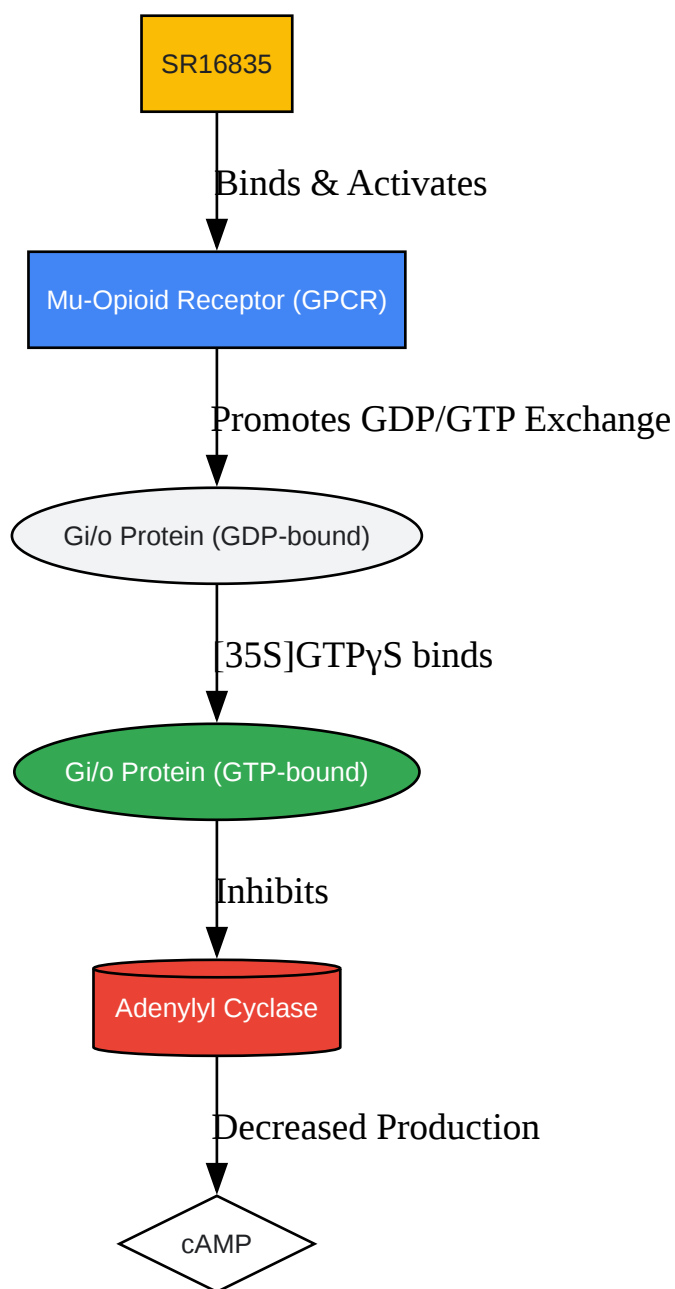 SR16835
Binds & Activates
Mu-Opioid Receptor (GPCR)
Promotes GDP/GTP Exchange
Gi/o Protein (GDP-bound)
[35S]GTPγS binds
Gi/o Protein (GTP-bound)
Inhibits
Adenylyl Cyclase
Decreased Production
cAMP